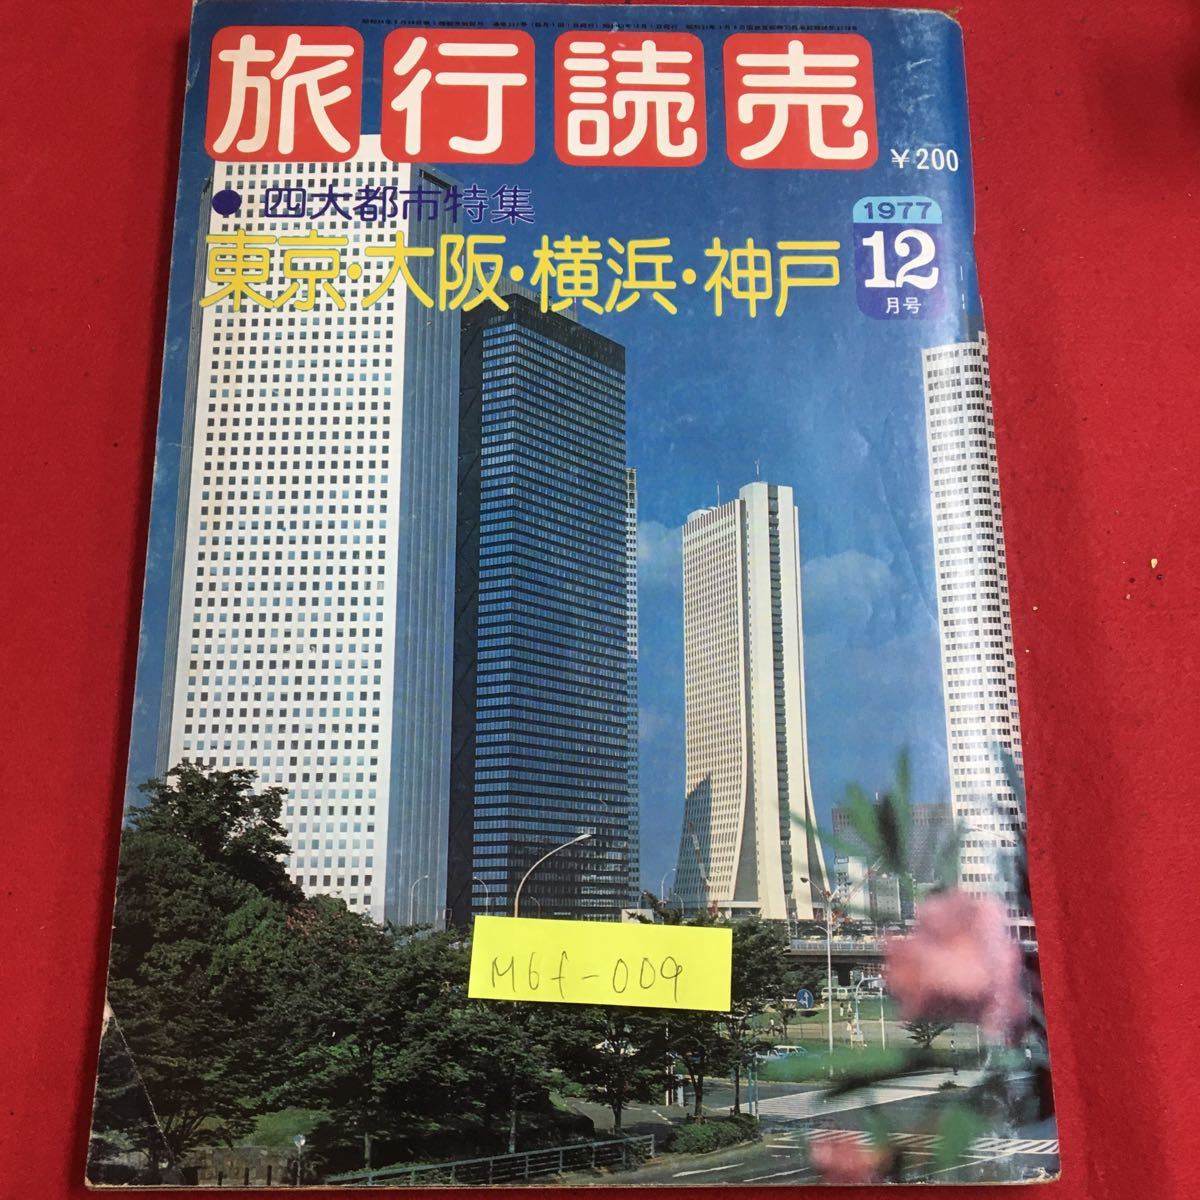 旅行読売
¥200
● 四大都市特集
東京・大阪・横浜・神戸
1977
12
月号
M6f-009